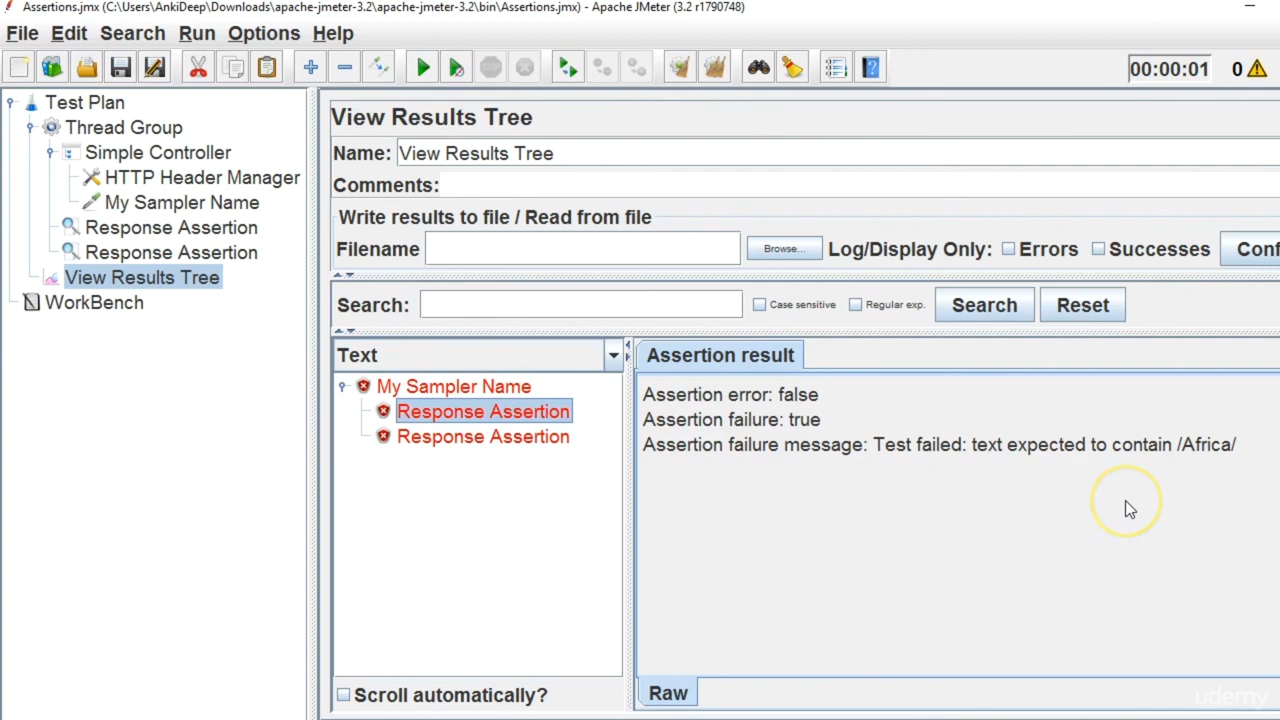 Assertions.jmx (C:\Users\AnkiDeep\Downloads\apache-jmeter-3.2\apache-jmeter-3.2\bin\Assertions.jmx) - Apache JMeter (3.2 r1790748)
File Edit Search Run Options Help
00:00:01 0
Test Plan
Thread Group
Simple Controller
HTTP Header Manager
My Sampler Name
Response Assertion
Response Assertion
View Results Tree
WorkBench
View Results Tree
Name: View Results Tree
Comments:
Write results to file / Read from file
Filename Browse... Log/Display Only: Errors Successes Conf
Search: Case sensitive Regular exp. Search Reset
Text
My Sampler Name
Response Assertion
Response Assertion
Scroll automatically?
Assertion result
Assertion error: false
Assertion failure: true
Assertion failure message: Test failed: text expected to contain /Africa/
Raw
udemy